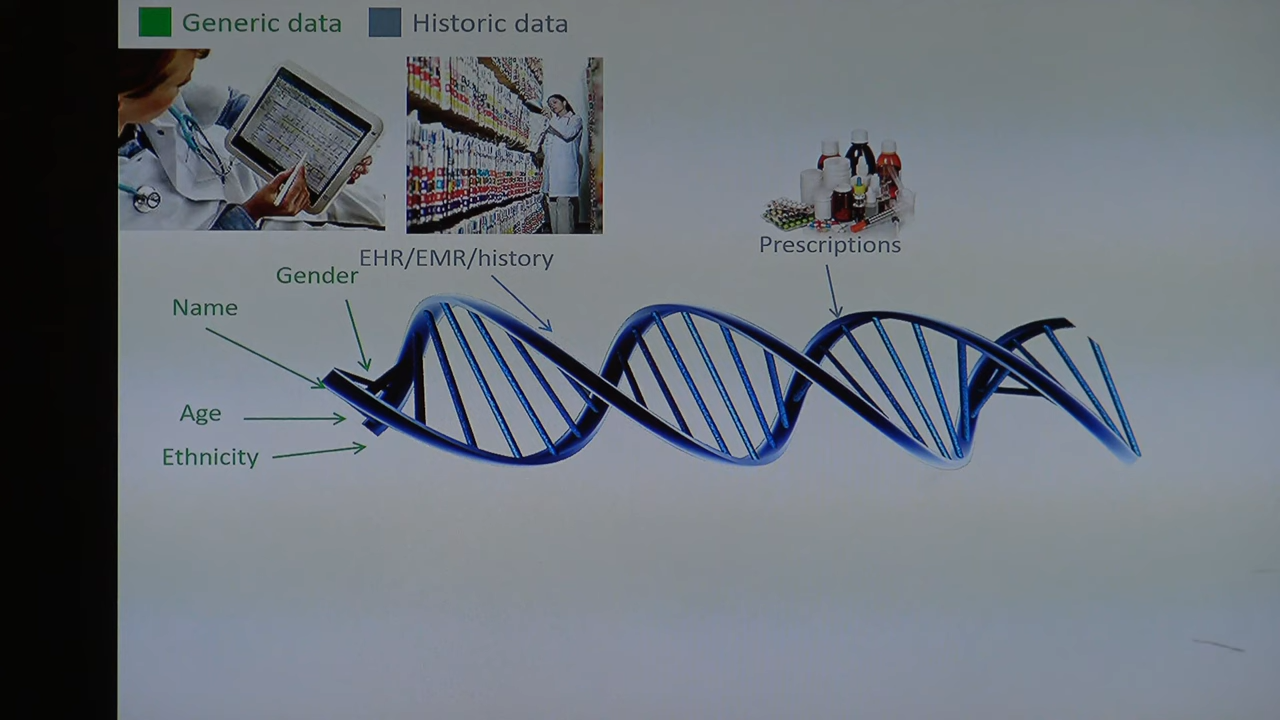 Generic data
Historic data
EHR/EMR/history
Prescriptions
Gender
Name
Age
Ethnicity